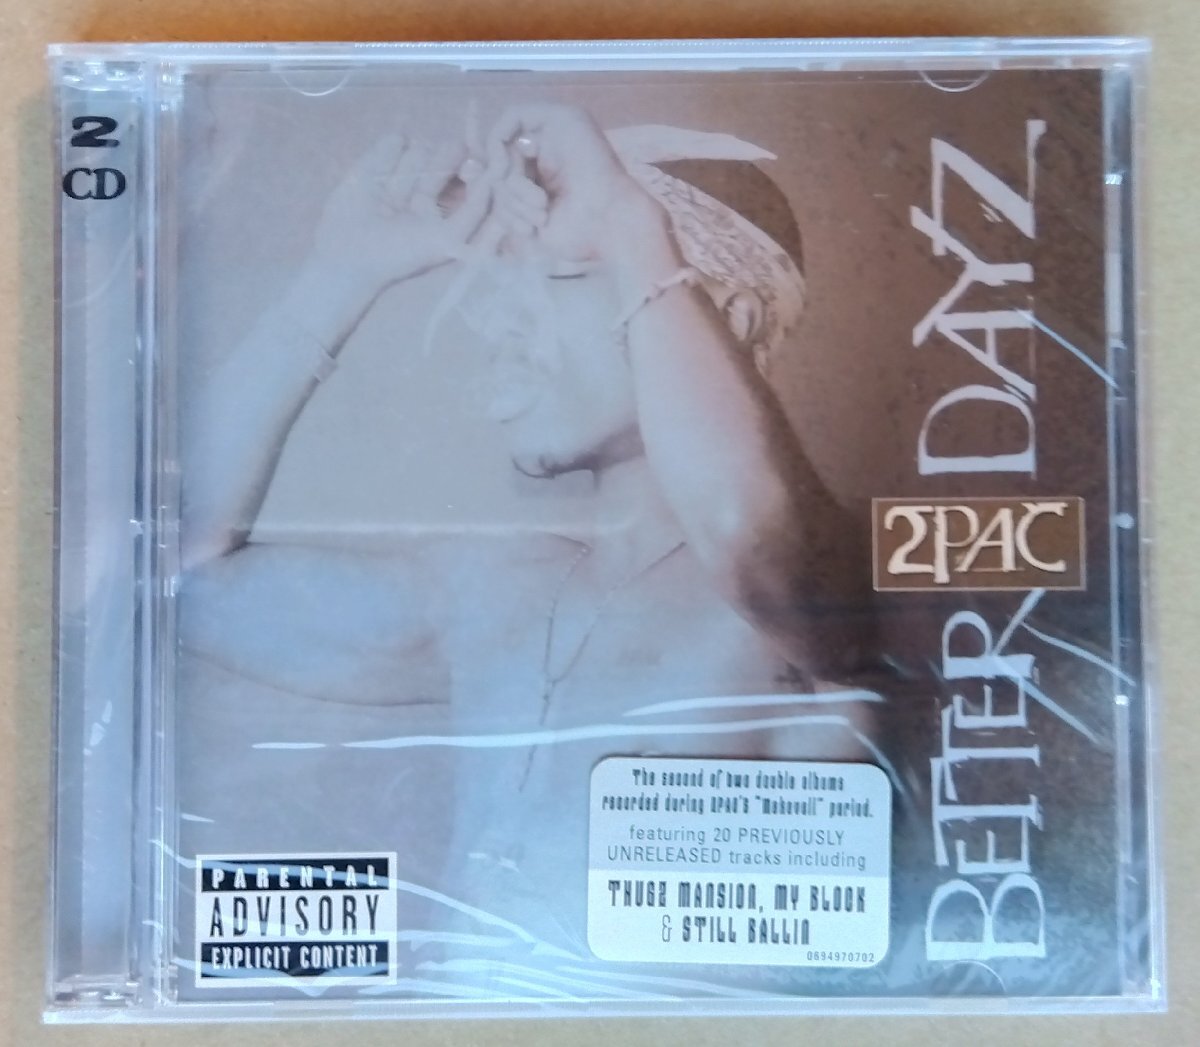 2
CD
BETTER DAYZ
2PAC
The second of two double albums
recorded during 2PAC'S "Makaveli" period.
featuring 20 PREVIOUSLY
UNRELEASED tracks including
THUGZ MANSION, MY BLOCK
& STILL BALLIN
0694970702
PARENTAL
ADVISORY
EXPLICIT CONTENT